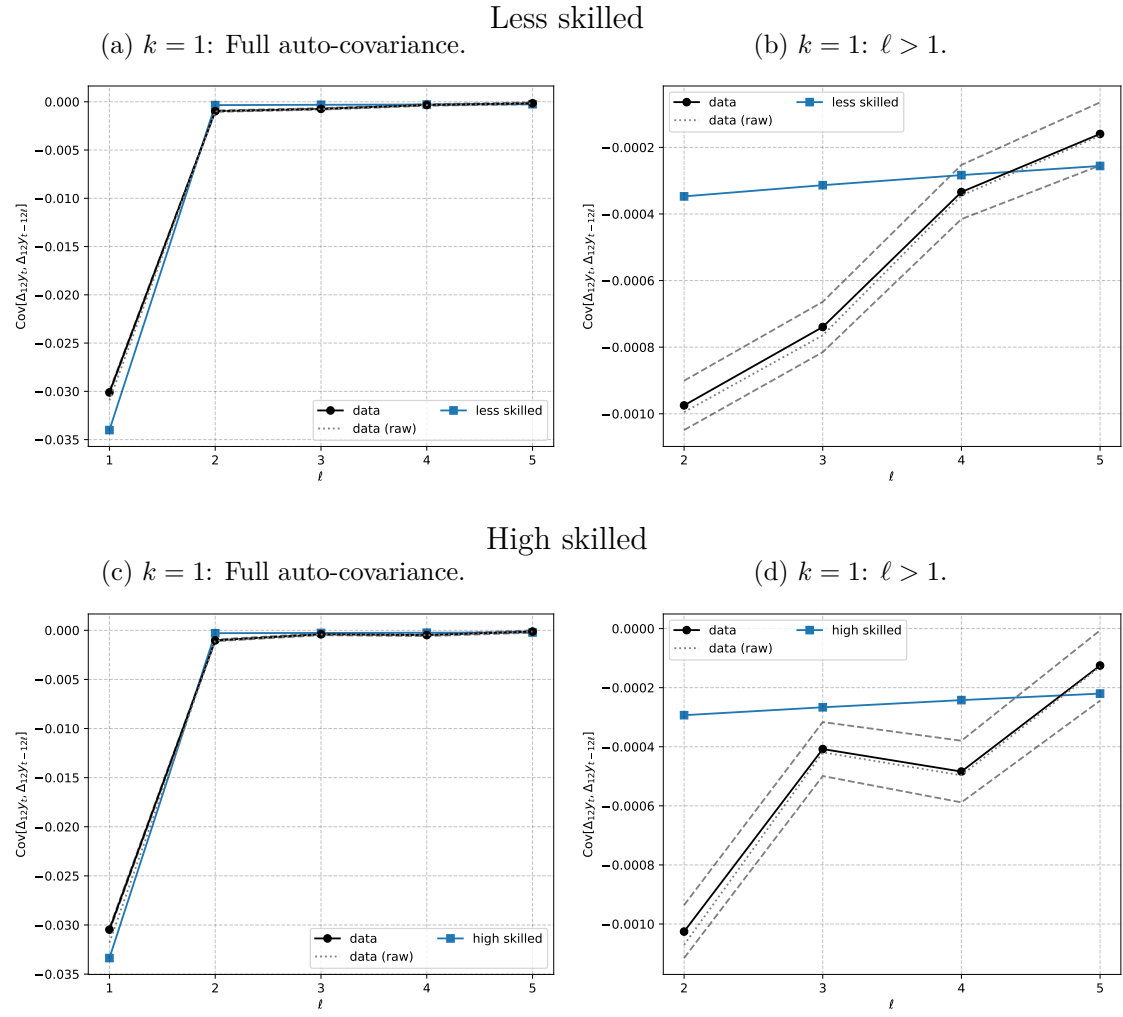 Less skilled
(a) k = 1: Full auto-covariance.
(b) k = 1: ℓ > 1.
0.000
−0.005
−0.010
−0.015
−0.020
−0.025
−0.030
−0.035
Cov[Δ₁₂yₜ, Δ₁₂yₜ₋₁₂ℓ]
data
data (raw)
less skilled
1 2 3 4 5
ℓ
−0.0002
−0.0004
−0.0006
−0.0008
−0.0010
Cov[Δ₁₂yₜ, Δ₁₂yₜ₋₁₂ℓ]
data
data (raw)
less skilled
2 3 4 5
ℓ
High skilled
(c) k = 1: Full auto-covariance.
(d) k = 1: ℓ > 1.
0.000
−0.005
−0.010
−0.015
−0.020
−0.025
−0.030
−0.035
Cov[Δ₁₂yₜ, Δ₁₂yₜ₋₁₂ℓ]
data
data (raw)
high skilled
1 2 3 4 5
ℓ
0.0000
−0.0002
−0.0004
−0.0006
−0.0008
−0.0010
Cov[Δ₁₂yₜ, Δ₁₂yₜ₋₁₂ℓ]
data
data (raw)
high skilled
2 3 4 5
ℓ